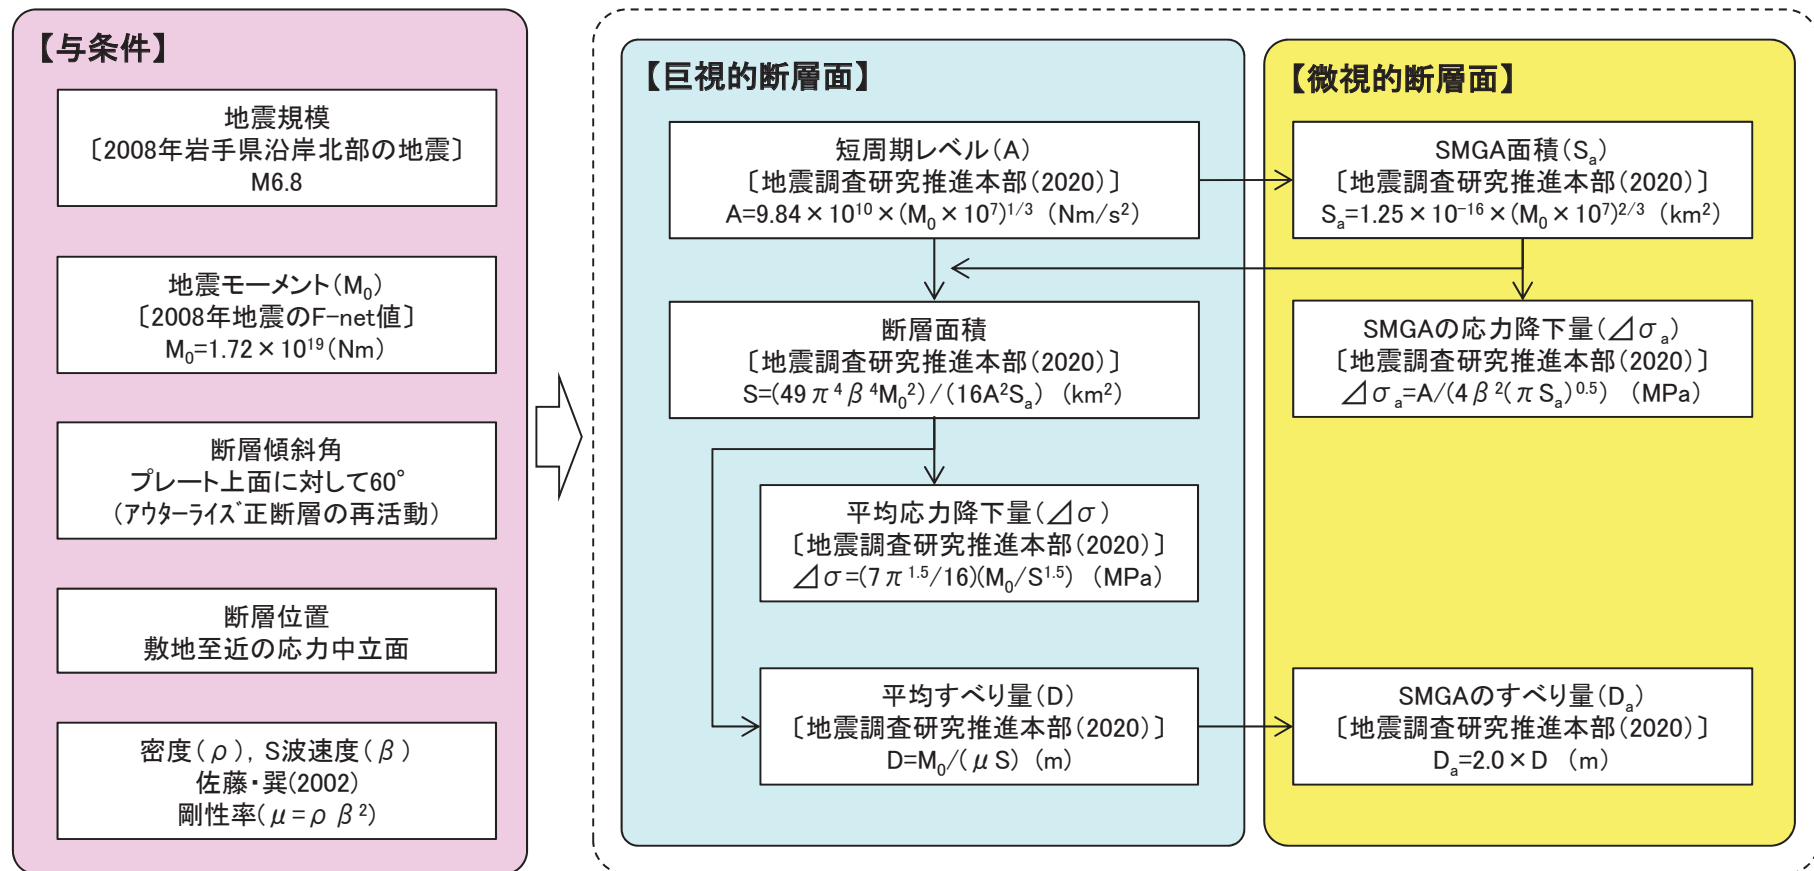 【与条件】
地震規模
〔2008年岩手県沿岸北部の地震〕
M6.8
地震モーメント(M₀)
〔2008年地震のF-net値〕
M₀=1.72×10¹⁹(Nm)
断層傾斜角
プレート上面に対して60°
(アウターライズ正断層の再活動)
断層位置
敷地至近の応力中立面
密度(ρ), S波速度(β)
佐藤・巽(2002)
剛性率(μ=ρβ²)
【巨視的断層面】
短周期レベル(A)
〔地震調査研究推進本部(2020)〕
A=9.84×10¹⁰×(M₀×10⁷)¹/³ (Nm/s²)
断層面積
〔地震調査研究推進本部(2020)〕
S=(49π⁴β⁴M₀²)/(16A²Sₐ) (km²)
平均応力降下量(⊿σ)
〔地震調査研究推進本部(2020)〕
⊿σ=(7π¹·⁵/16)(M₀/S¹·⁵) (MPa)
平均すべり量(D)
〔地震調査研究推進本部(2020)〕
D=M₀/(μS) (m)
【微視的断層面】
SMGA面積(Sₐ)
〔地震調査研究推進本部(2020)〕
Sₐ=1.25×10⁻¹⁶×(M₀×10⁷)²/³ (km²)
SMGAの応力降下量(⊿σₐ)
〔地震調査研究推進本部(2020)〕
⊿σₐ=A/(4β²(πSₐ)⁰·⁵) (MPa)
SMGAのすべり量(Dₐ)
〔地震調査研究推進本部(2020)〕
Dₐ=2.0×D (m)